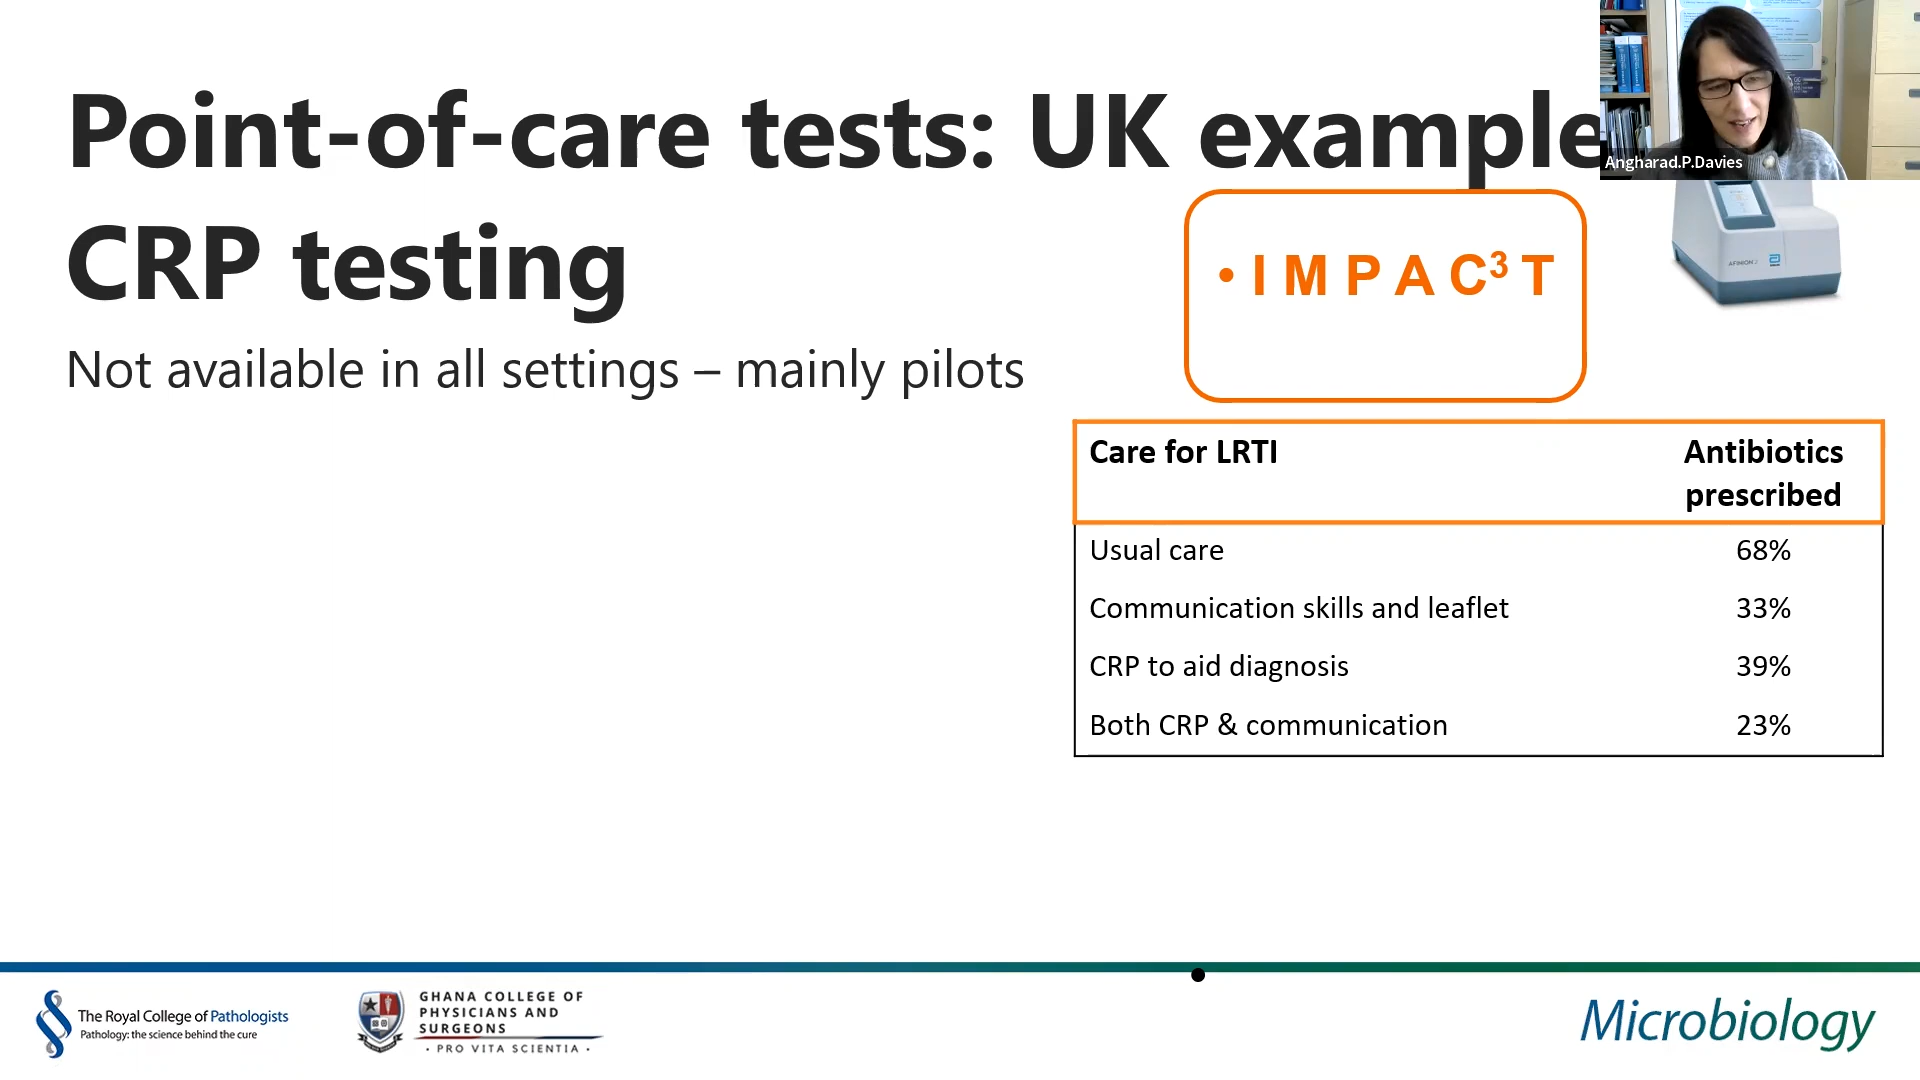 Point-of-care tests: UK example
CRP testing
Not available in all settings – mainly pilots
Angharad.P.Davies
• I M P A C³ T
AFINION 2
Care for LRTI Antibiotics prescribed
Usual care 68%
Communication skills and leaflet 33%
CRP to aid diagnosis 39%
Both CRP & communication 23%
The Royal College of Pathologists
Pathology: the science behind the cure
GHANA COLLEGE OF
PHYSICIANS AND
SURGEONS
· PRO VITA SCIENTIA ·
Microbiology